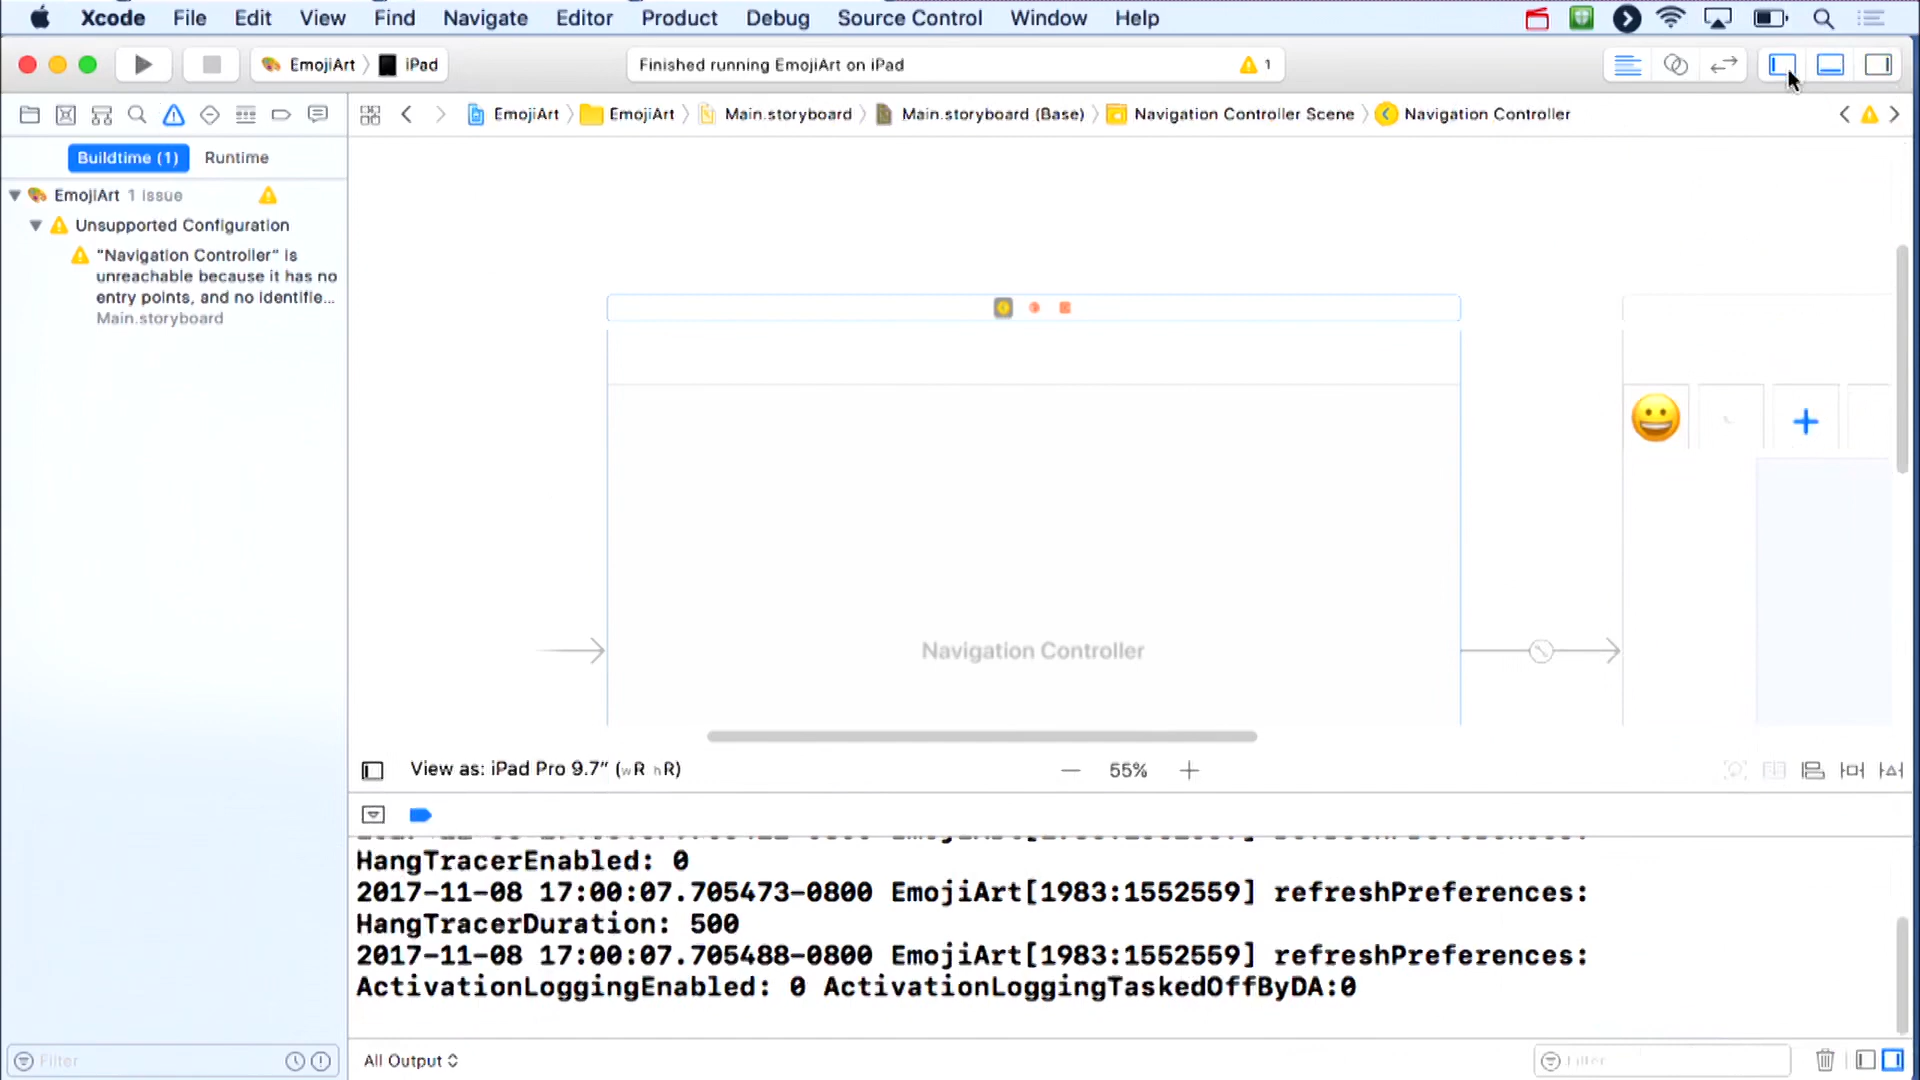 Xcode File Edit View Find Navigate Editor Product Debug Source Control Window Help
EmojiArt iPad
Finished running EmojiArt on iPad
1
EmojiArt EmojiArt Main.storyboard Main.storyboard (Base) Navigation Controller Scene Navigation Controller
Buildtime (1) Runtime
EmojiArt 1 issue
Unsupported Configuration
"Navigation Controller" is
unreachable because it has no
entry points, and no identifie...
Main.storyboard
Navigation Controller
View as: iPad Pro 9.7" (wR hR)
55%
HangTracerEnabled: 0
2017-11-08 17:00:07.705473-0800 EmojiArt[1983:1552559] refreshPreferences:
HangTracerDuration: 500
2017-11-08 17:00:07.705488-0800 EmojiArt[1983:1552559] refreshPreferences:
ActivationLoggingEnabled: 0 ActivationLoggingTaskedOffByDA:0
Filter
All Output
Filter